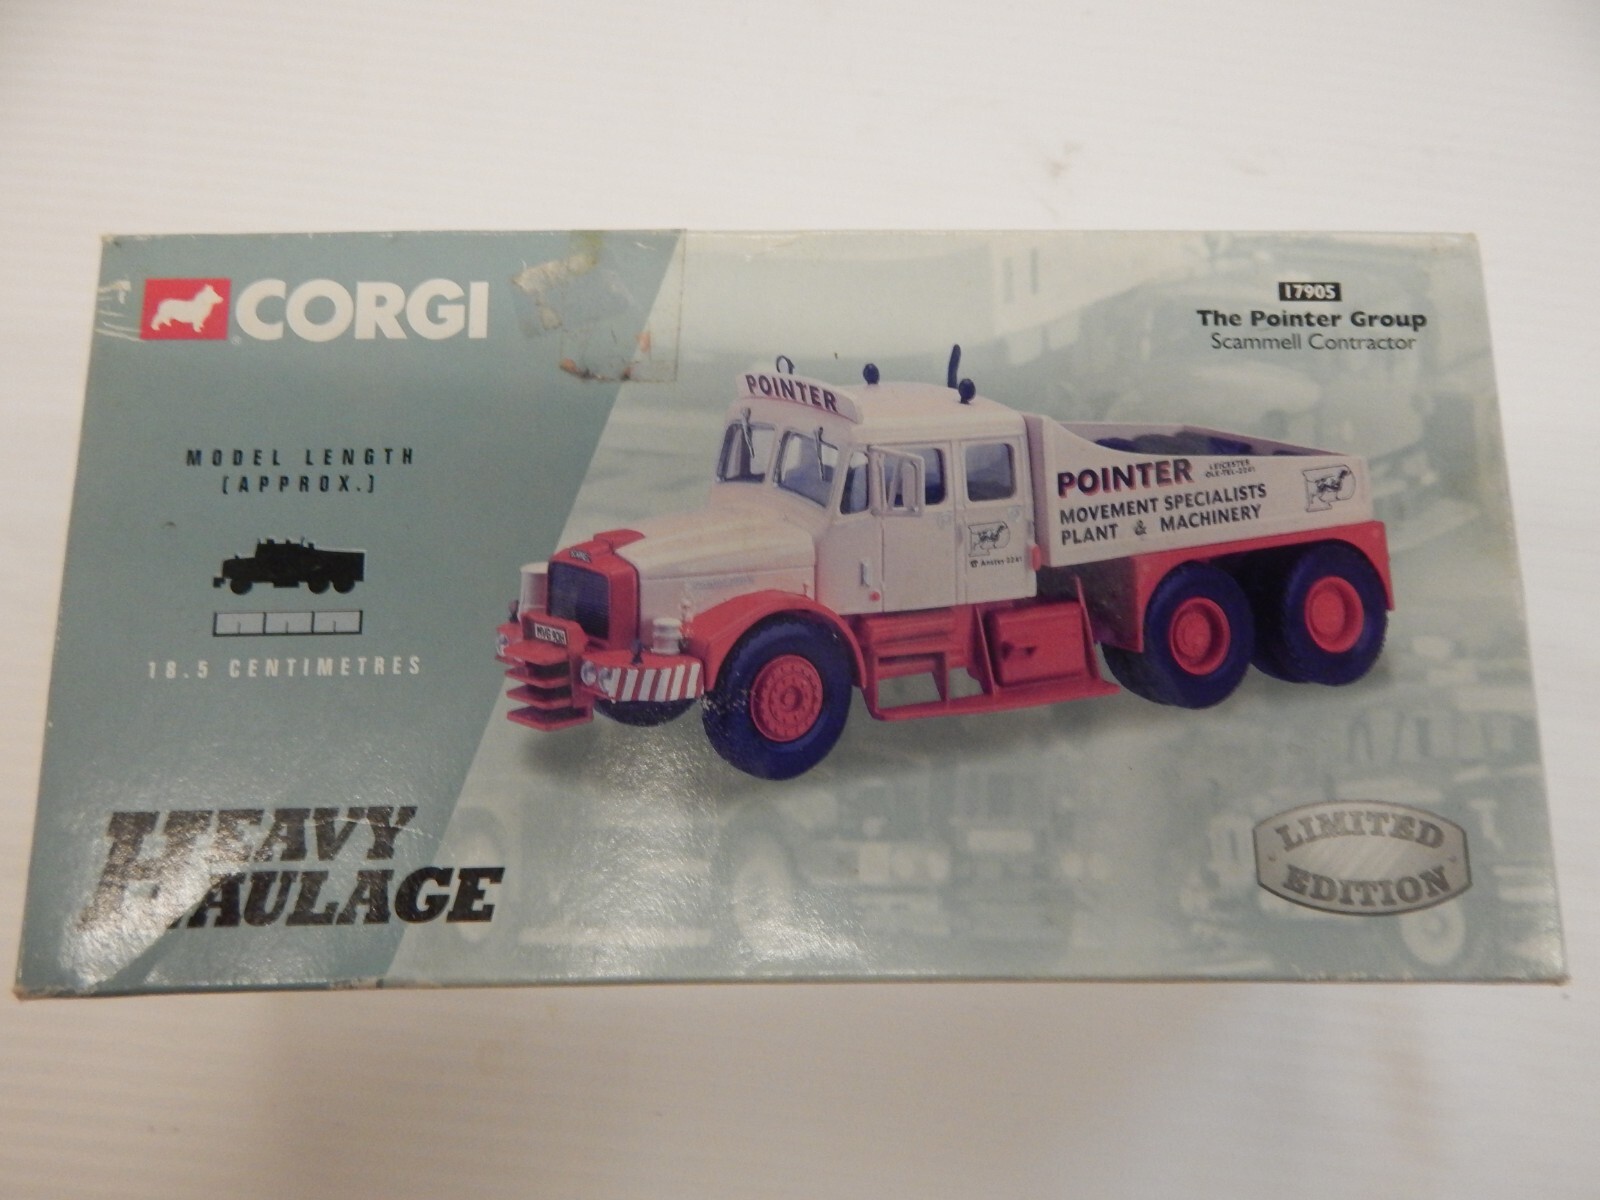 CORGI
17905
The Pointer Group
Scammell Contractor
MODEL LENGTH
(APPROX.)
18.5 CENTIMETRES
POINTER
POINTER
LEICESTER
MOVEMENT SPECIALISTS
PLANT & MACHINERY
HEAVY
HAULAGE
LIMITED
EDITION